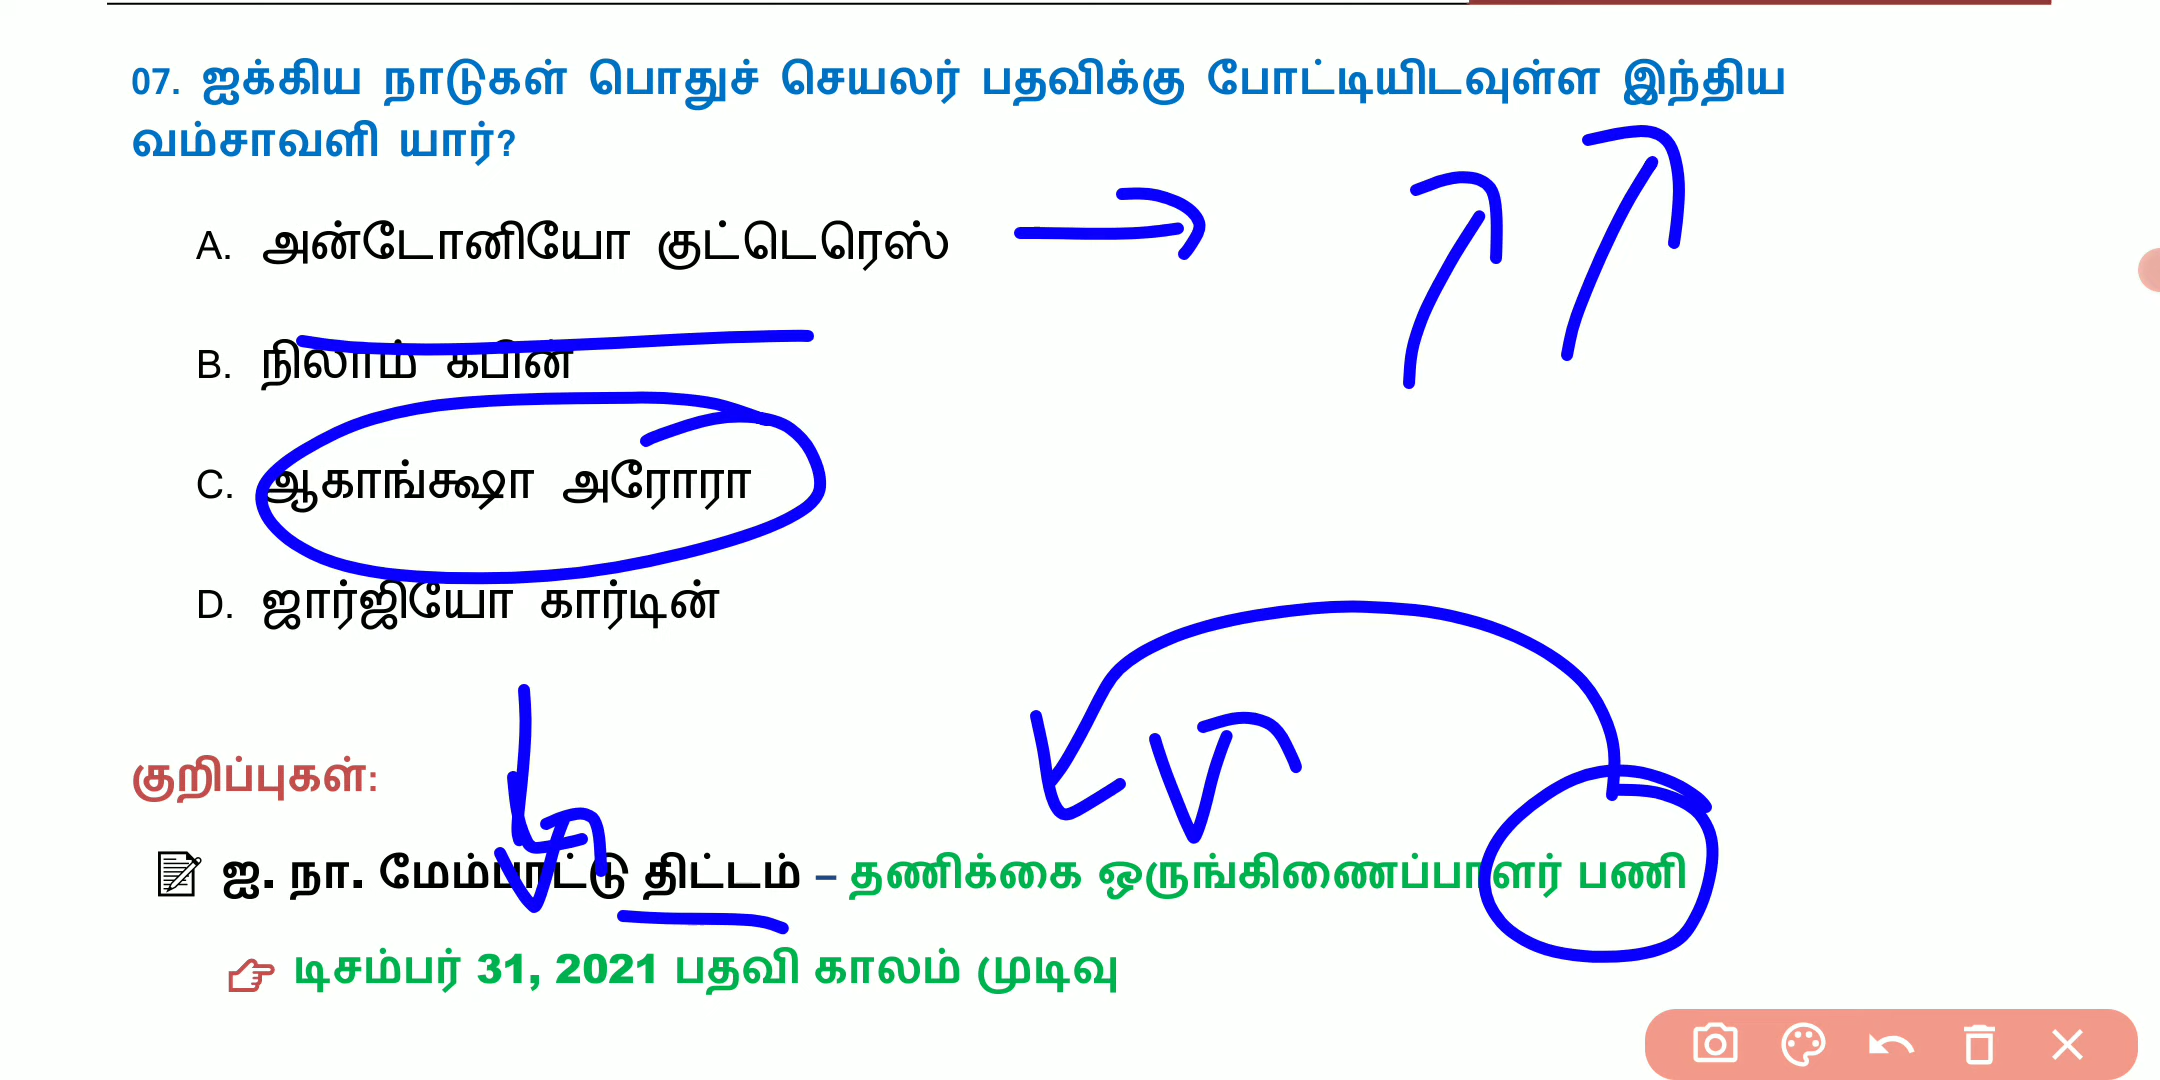 07. ஐக்கிய நாடுகள் பொதுச் செயலர் பதவிக்கு போட்டியிடவுள்ள இந்திய
வம்சாவளி யார்?
A. அன்டோனியோ குட்டெரெஸ்
B. நிலாம் கபின்
C. ஆகாங்க்ஷா அரோரா
D. ஜார்ஜியோ கார்டின்
குறிப்புகள்:
ஐ. நா. மேம்பாட்டு திட்டம் – தணிக்கை ஒருங்கிணைப்பாளர் பணி
டிசம்பர் 31, 2021 பதவி காலம் முடிவு